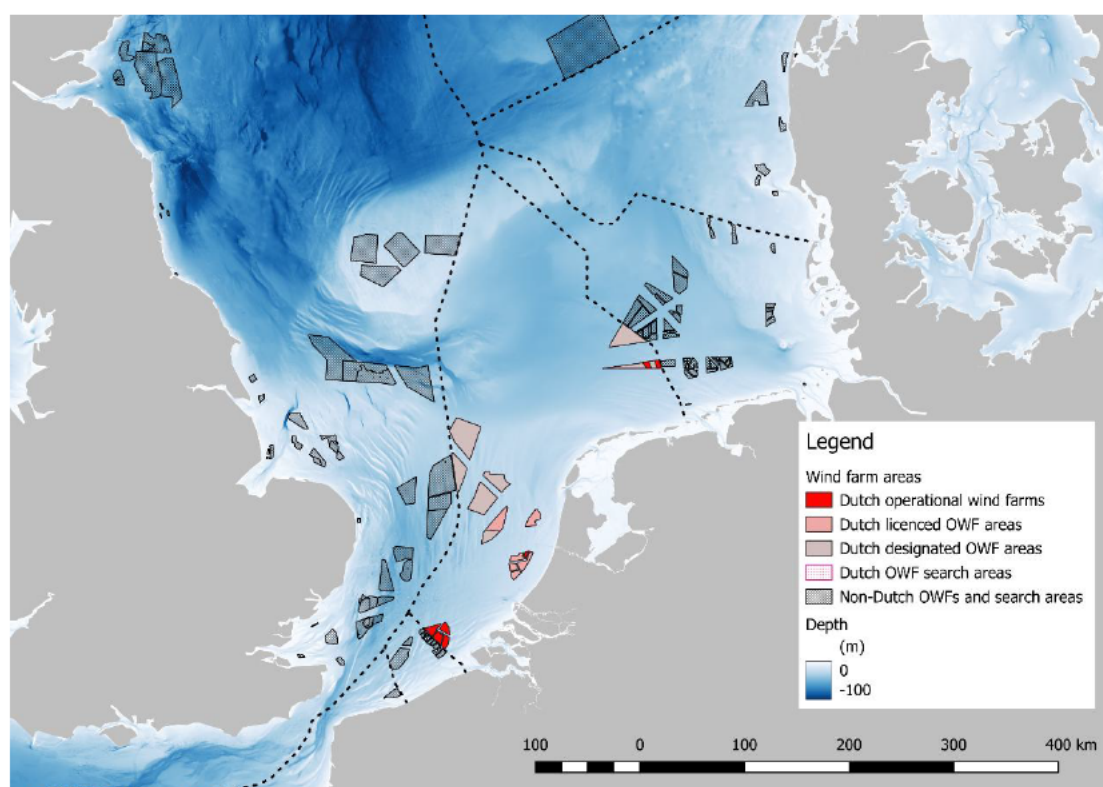 Legend
Wind farm areas
Dutch operational wind farms
Dutch licenced OWF areas
Dutch designated OWF areas
Dutch OWF search areas
Non-Dutch OWFs and search areas
Depth
(m)
0
-100
100 0 100 200 300 400 km